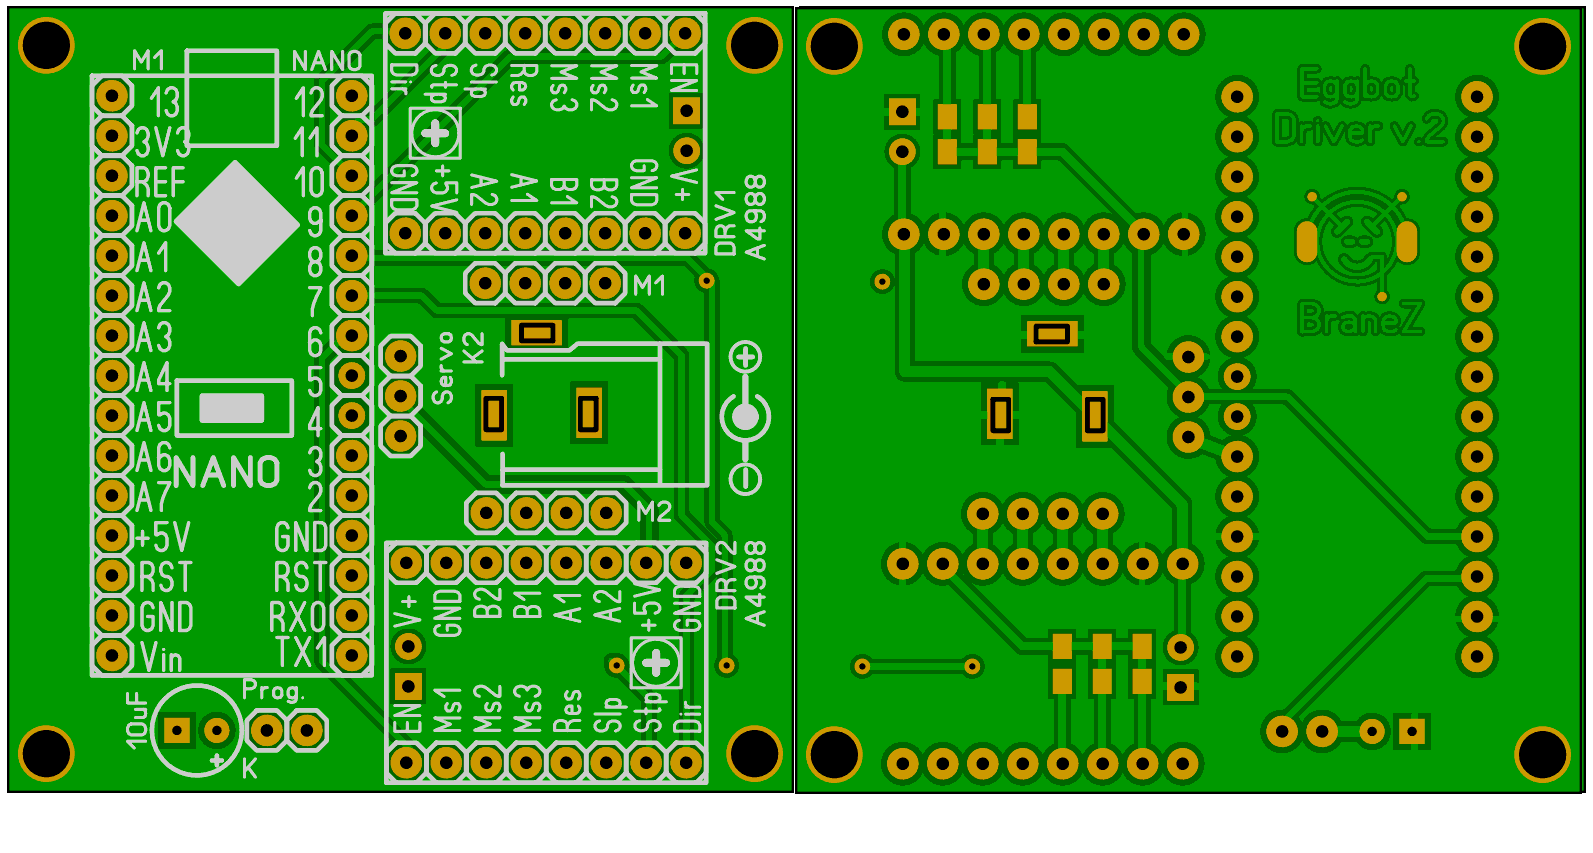 M1
NANO
13
3V3
REF
A0
A1
A2
A3
A4
A5
A6
A7
+5V
RST
GND
Vin
12
11
10
9
8
7
6
5
4
3
2
GND
RST
RX0
TX1
NANO
10uF
+
Prog.
K
Dir
Stp
Slp
Res
Ms3
Ms2
Ms1
EN
+
GND
+5V
A2
A1
B1
B2
GND
V+
DRV1
A4988
M1
Servo
K2
+
-
M2
V+
GND
B2
B1
A1
A2
+5V
GND
DRV2
A4988
+
EN
Ms1
Ms2
Ms3
Res
Slp
Stp
Dir
Eggbot
Driver v.2
BraneZ